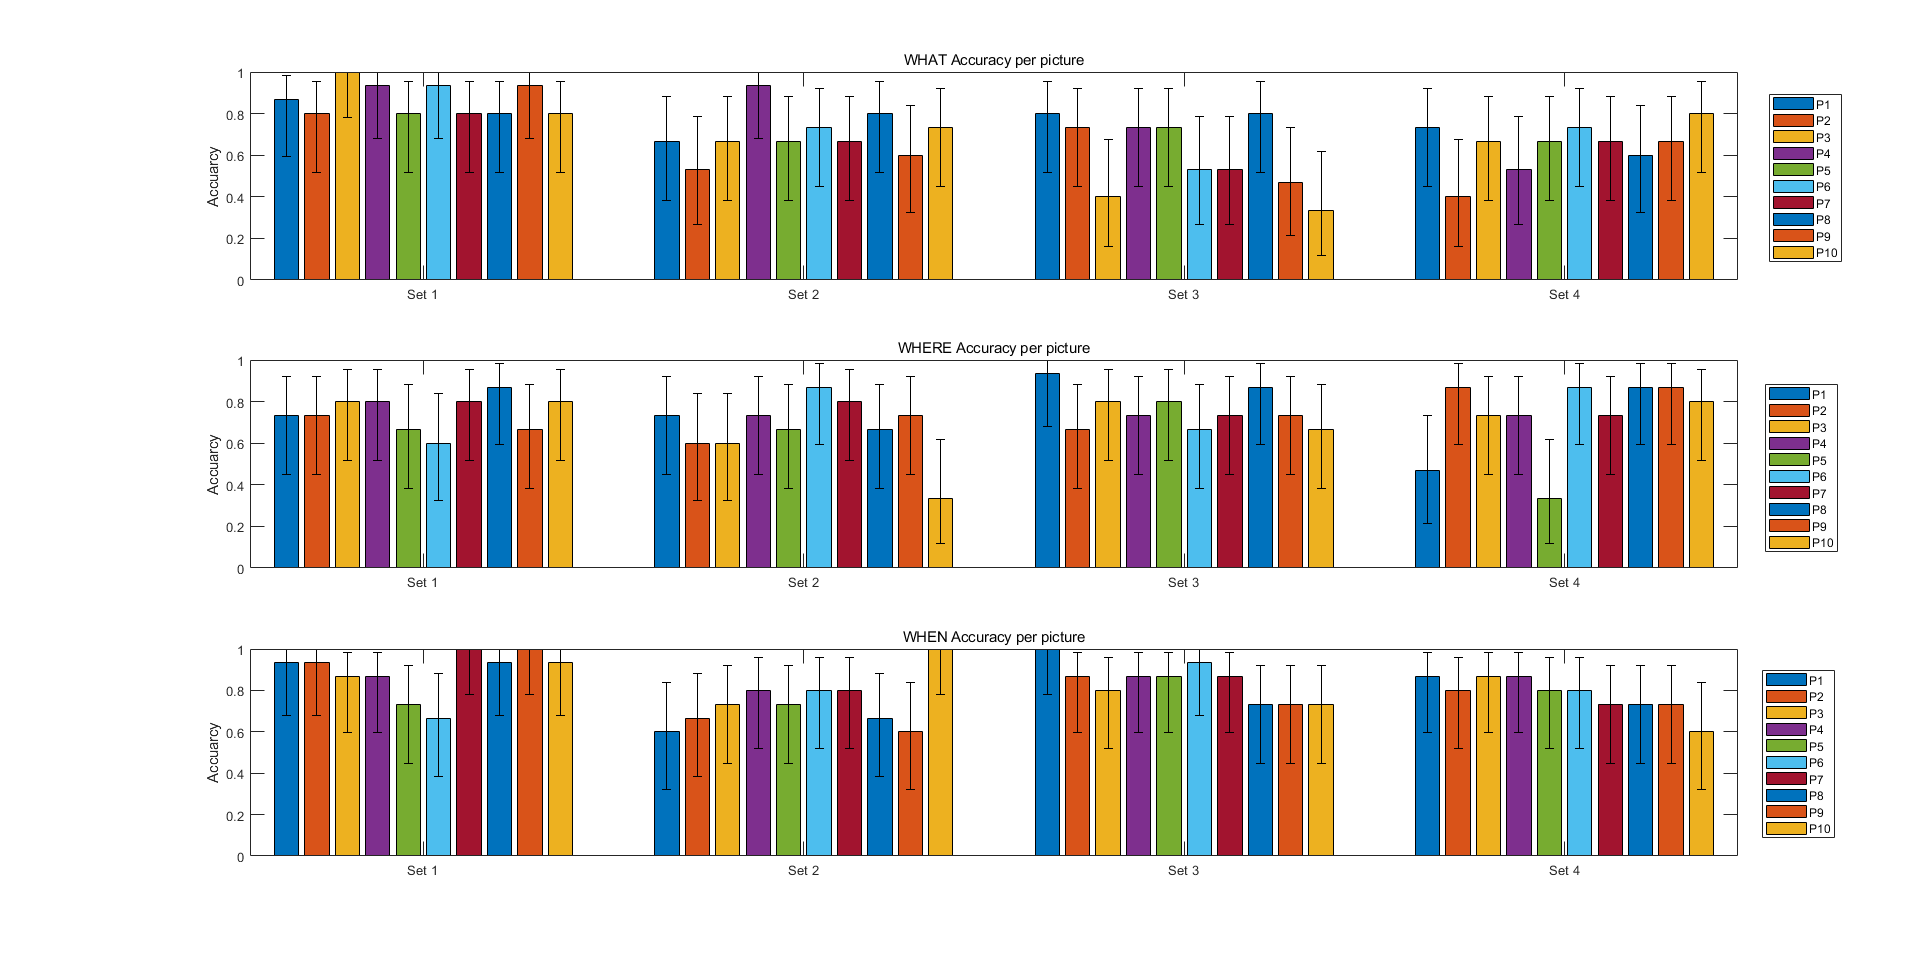 WHAT Accuracy per picture
Accuarcy
1
0.8
0.6
0.4
0.2
0
Set 1 Set 2 Set 3 Set 4
P1
P2
P3
P4
P5
P6
P7
P8
P9
P10
WHERE Accuracy per picture
Accuarcy
1
0.8
0.6
0.4
0.2
0
Set 1 Set 2 Set 3 Set 4
P1
P2
P3
P4
P5
P6
P7
P8
P9
P10
WHEN Accuracy per picture
Accuarcy
1
0.8
0.6
0.4
0.2
0
Set 1 Set 2 Set 3 Set 4
P1
P2
P3
P4
P5
P6
P7
P8
P9
P10